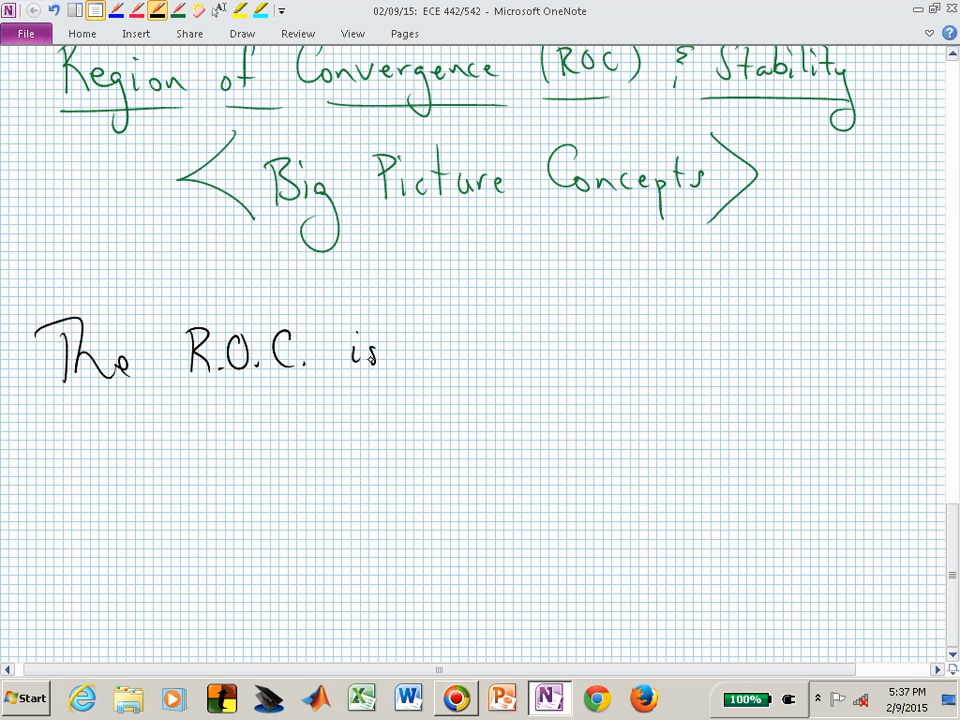 02/09/15: ECE 442/542 - Microsoft OneNote
File Home Insert Share Draw Review View Pages
Region of Convergence (ROC) & Stability
< Big Picture Concepts >
The R.O.C. is
Start 100% 5:37 PM
2/9/2015